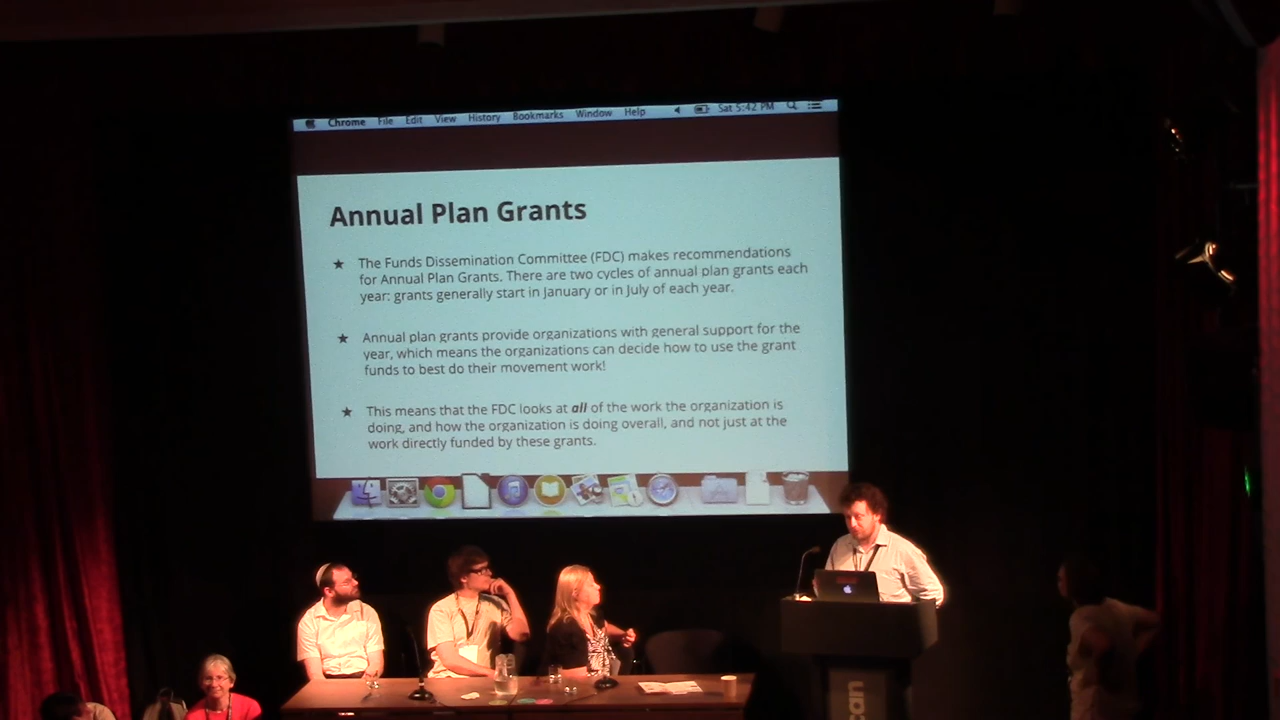 Chrome File Edit View History Bookmarks Window Help Sat 5:42 PM
Annual Plan Grants
★ The Funds Dissemination Committee (FDC) makes recommendations
for Annual Plan Grants. There are two cycles of annual plan grants each
year: grants generally start in January or in July of each year.
★ Annual plan grants provide organizations with general support for the
year, which means the organizations can decide how to use the grant
funds to best do their movement work!
★ This means that the FDC looks at all of the work the organization is
doing, and how the organization is doing overall, and not just at the
work directly funded by these grants.